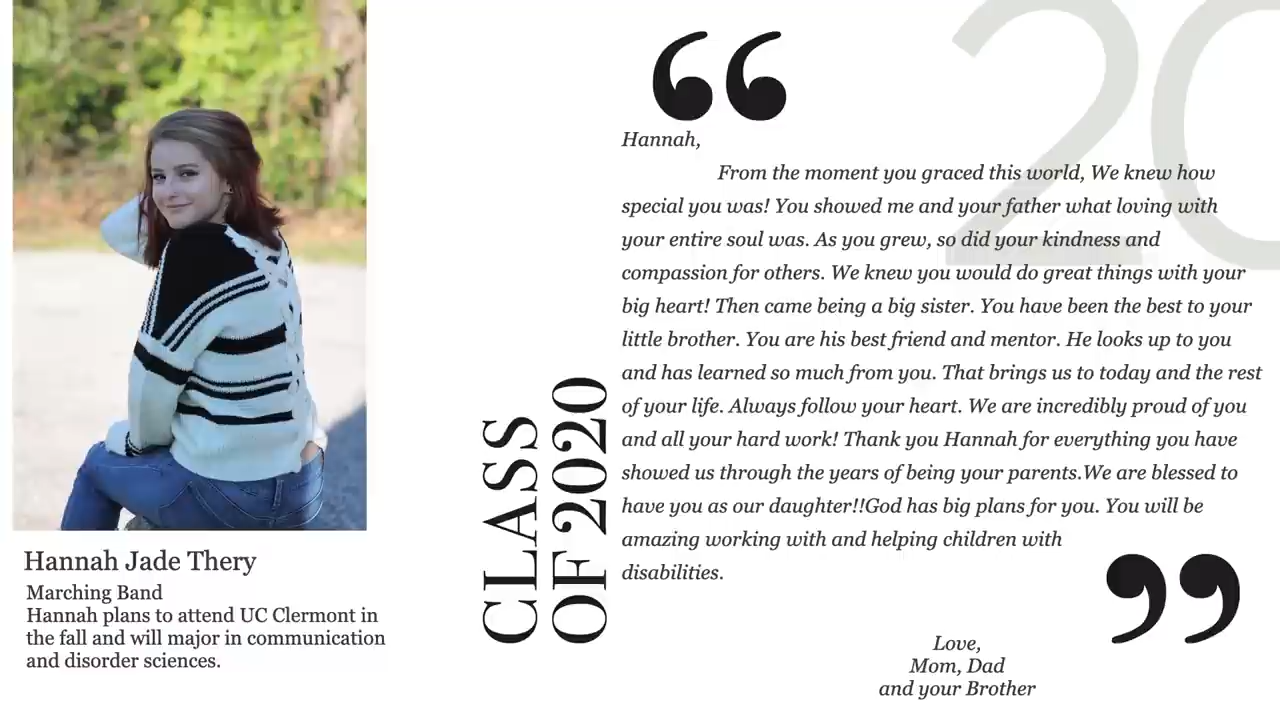 Hannah Jade Thery
Marching Band
Hannah plans to attend UC Clermont in
the fall and will major in communication
and disorder sciences.
CLASS
OF 2020
20
“
Hannah,
From the moment you graced this world, We knew how
special you was! You showed me and your father what loving with
your entire soul was. As you grew, so did your kindness and
compassion for others. We knew you would do great things with your
big heart! Then came being a big sister. You have been the best to your
little brother. You are his best friend and mentor. He looks up to you
and has learned so much from you. That brings us to today and the rest
of your life. Always follow your heart. We are incredibly proud of you
and all your hard work! Thank you Hannah for everything you have
showed us through the years of being your parents.We are blessed to
have you as our daughter!!God has big plans for you. You will be
amazing working with and helping children with
disabilities.
”
Love,
Mom, Dad
and your Brother